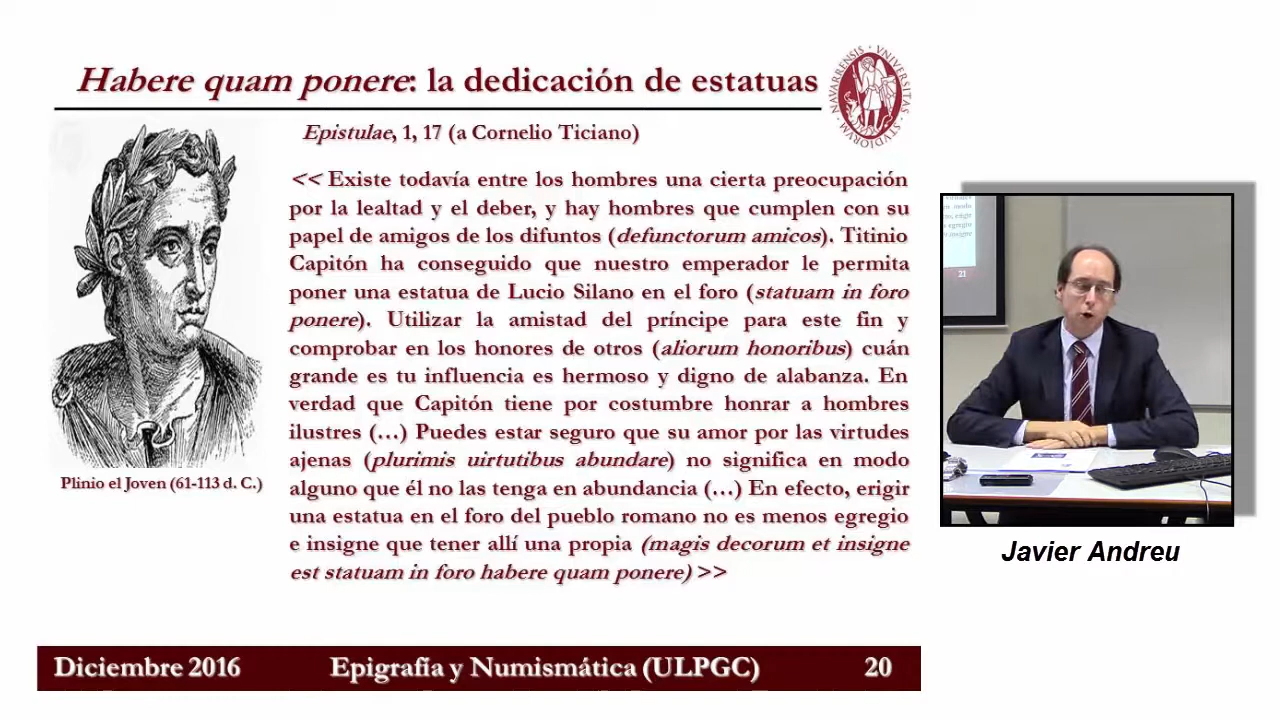 Habere quam ponere: la dedicación de estatuas
NAVARRENSIS VNIVERSITAS STVDIORVM
Epistulae, 1, 17 (a Cornelio Ticiano)
<< Existe todavía entre los hombres una cierta preocupación
por la lealtad y el deber, y hay hombres que cumplen con su
papel de amigos de los difuntos (defunctorum amicos). Titinio
Capitón ha conseguido que nuestro emperador le permita
poner una estatua de Lucio Silano en el foro (statuam in foro
ponere). Utilizar la amistad del príncipe para este fin y
comprobar en los honores de otros (aliorum honoribus) cuán
grande es tu influencia es hermoso y digno de alabanza. En
verdad que Capitón tiene por costumbre honrar a hombres
ilustres (…) Puedes estar seguro que su amor por las virtudes
ajenas (plurimis uirtutibus abundare) no significa en modo
alguno que él no las tenga en abundancia (…) En efecto, erigir
una estatua en el foro del pueblo romano no es menos egregio
e insigne que tener allí una propia (magis decorum et insigne
est statuam in foro habere quam ponere) >>
Plinio el Joven (61-113 d. C.)
21
Javier Andreu
Diciembre 2016 Epigrafía y Numismática (ULPGC) 20